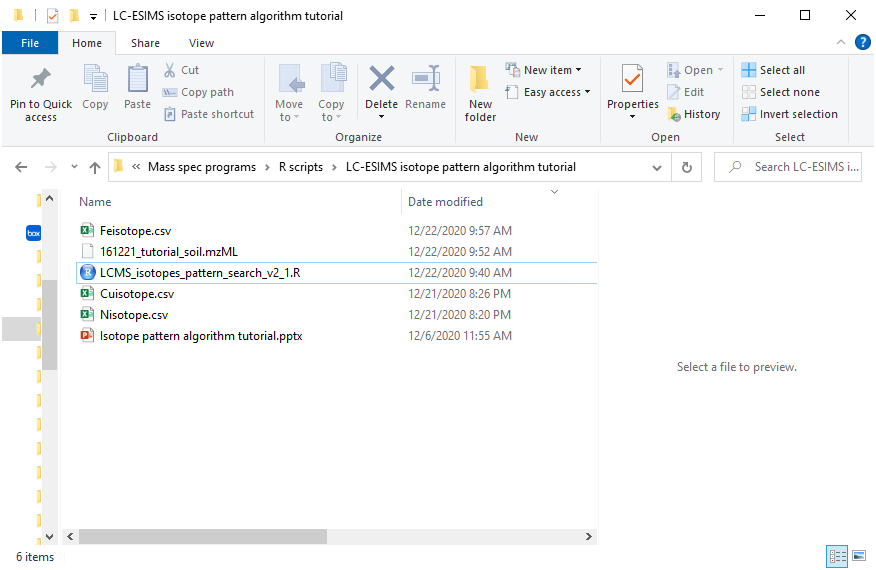 LC-ESIMS isotope pattern algorithm tutorial
File Home Share View
Pin to Quick access
Copy
Paste
Cut
Copy path
Paste shortcut
Clipboard
Move to
Copy to
Delete
Rename
Organize
New folder
New item
Easy access
New
Properties
Open
Edit
History
Open
Select all
Select none
Invert selection
Select
« Mass spec programs › R scripts › LC-ESIMS isotope pattern algorithm tutorial
Search LC-ESIMS i...
Name Date modified
box
Feisotope.csv 12/22/2020 9:57 AM
161221_tutorial_soil.mzML 12/22/2020 9:52 AM
LCMS_isotopes_pattern_search_v2_1.R 12/22/2020 9:40 AM
Cuisotope.csv 12/21/2020 8:26 PM
Nisotope.csv 12/21/2020 8:20 PM
Isotope pattern algorithm tutorial.pptx 12/6/2020 11:55 AM
Select a file to preview.
6 items